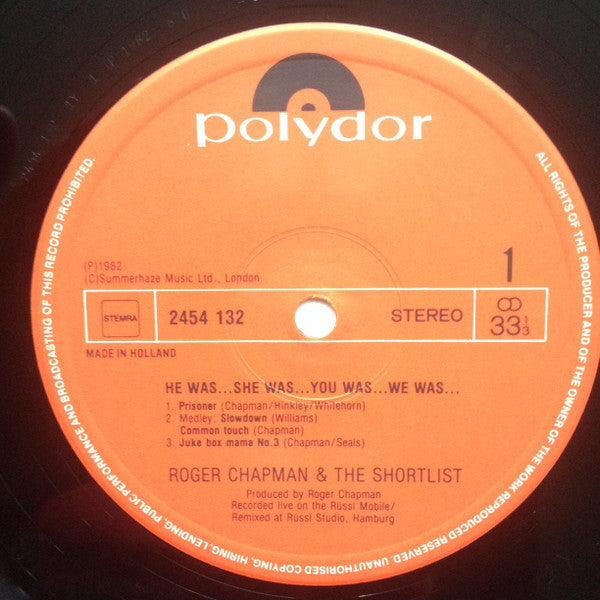 polydor
(P)1982
(C)Summerhaze Music Ltd., London
1
STEMRA
2454 132
STEREO
33 1/3
MADE IN HOLLAND
HE WAS...SHE WAS...YOU WAS...WE WAS...
1. Prisoner (Chapman/Hinkley/Whitehorn)
2. Medley: Slowdown (Williams)
Common touch (Chapman)
3. Juke box mama No.3 (Chapman/Seals)
ROGER CHAPMAN & THE SHORTLIST
Produced by Roger Chapman
Recorded live on the Rüssl Mobile/
Remixed at Rüssl Studio, Hamburg
ALL RIGHTS OF THE PRODUCER AND OF THE OWNER OF THE WORK REPRODUCED RESERVED. UNAUTHORISED COPYING, HIRING, LENDING, PUBLIC PERFORMANCE AND BROADCASTING OF THIS RECORD PROHIBITED.